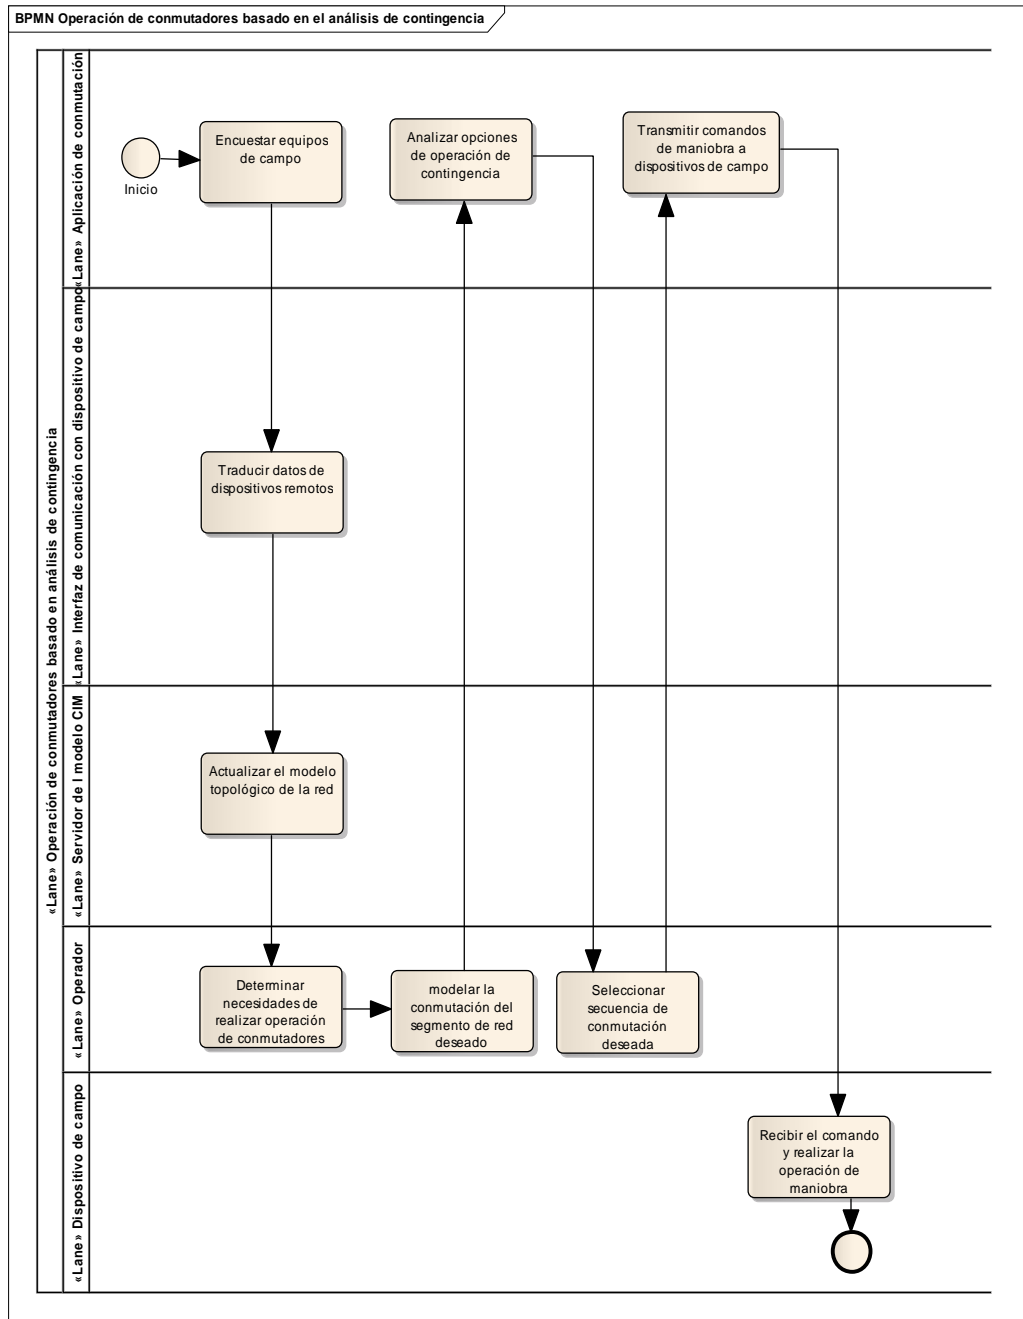 BPMN Operación de conmutadores basado en el análisis de contingencia
«Lane» Operación de conmutadores basado en análisis de contingencia
«Lane» Aplicación de conmutación
Inicio
Encuestar equipos
de campo
Analizar opciones
de operación de
contingencia
Transmitir comandos
de maniobra a
dispositivos de campo
«Lane» Interfaz de comunicación con dispositivo de campo
Traducir datos de
dispositivos remotos
«Lane» Servidor de l modelo CIM
Actualizar el modelo
topológico de la red
«Lane» Operador
Determinar
necesidades de
realizar operación
de conmutadores
modelar la
conmutación del
segmento de red
deseado
Seleccionar
secuencia de
conmutación
deseada
«Lane» Dispositivo de campo
Recibir el comando
y realizar la
operación de
maniobra